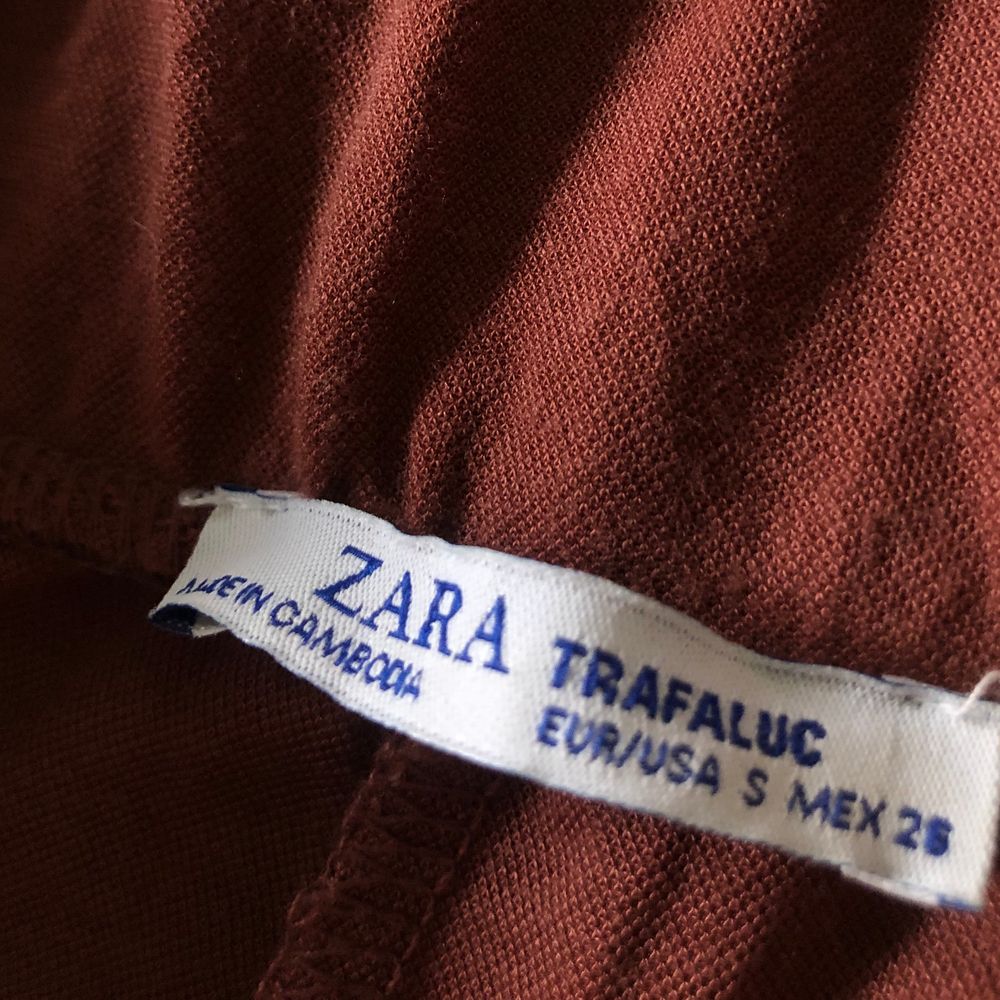 ZARA TRAFALUC
MADE IN CAMBODIA EUR/USA S MEX 26